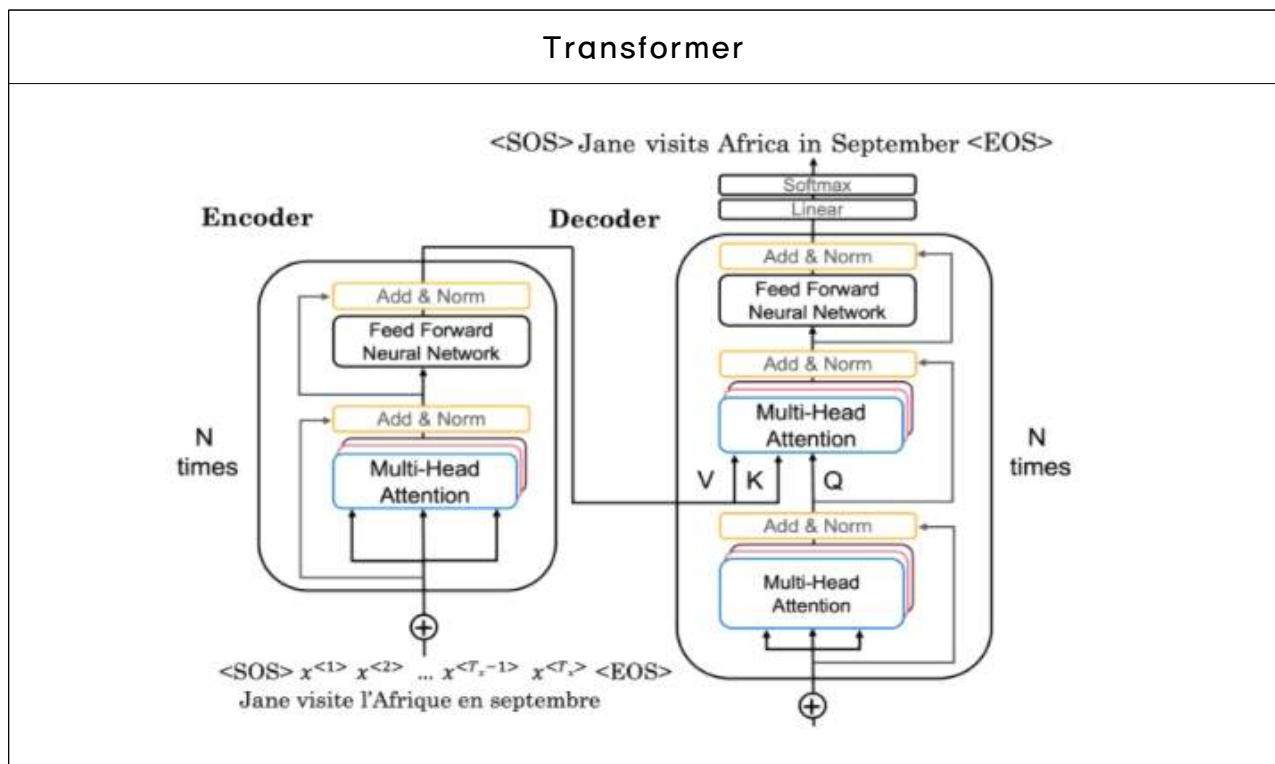 Transformer
<SOS> Jane visits Africa in September <EOS>
Softmax
Linear
Encoder
Decoder
Add & Norm
Feed Forward
Neural Network
Add & Norm
Multi-Head
Attention
N
times
Add & Norm
Feed Forward
Neural Network
Add & Norm
Multi-Head
Attention
N
times
V K Q
Add & Norm
Multi-Head
Attention
<SOS> x<1> x<2> ... x<Tx-1> x<Tx> <EOS>
Jane visite l'Afrique en septembre